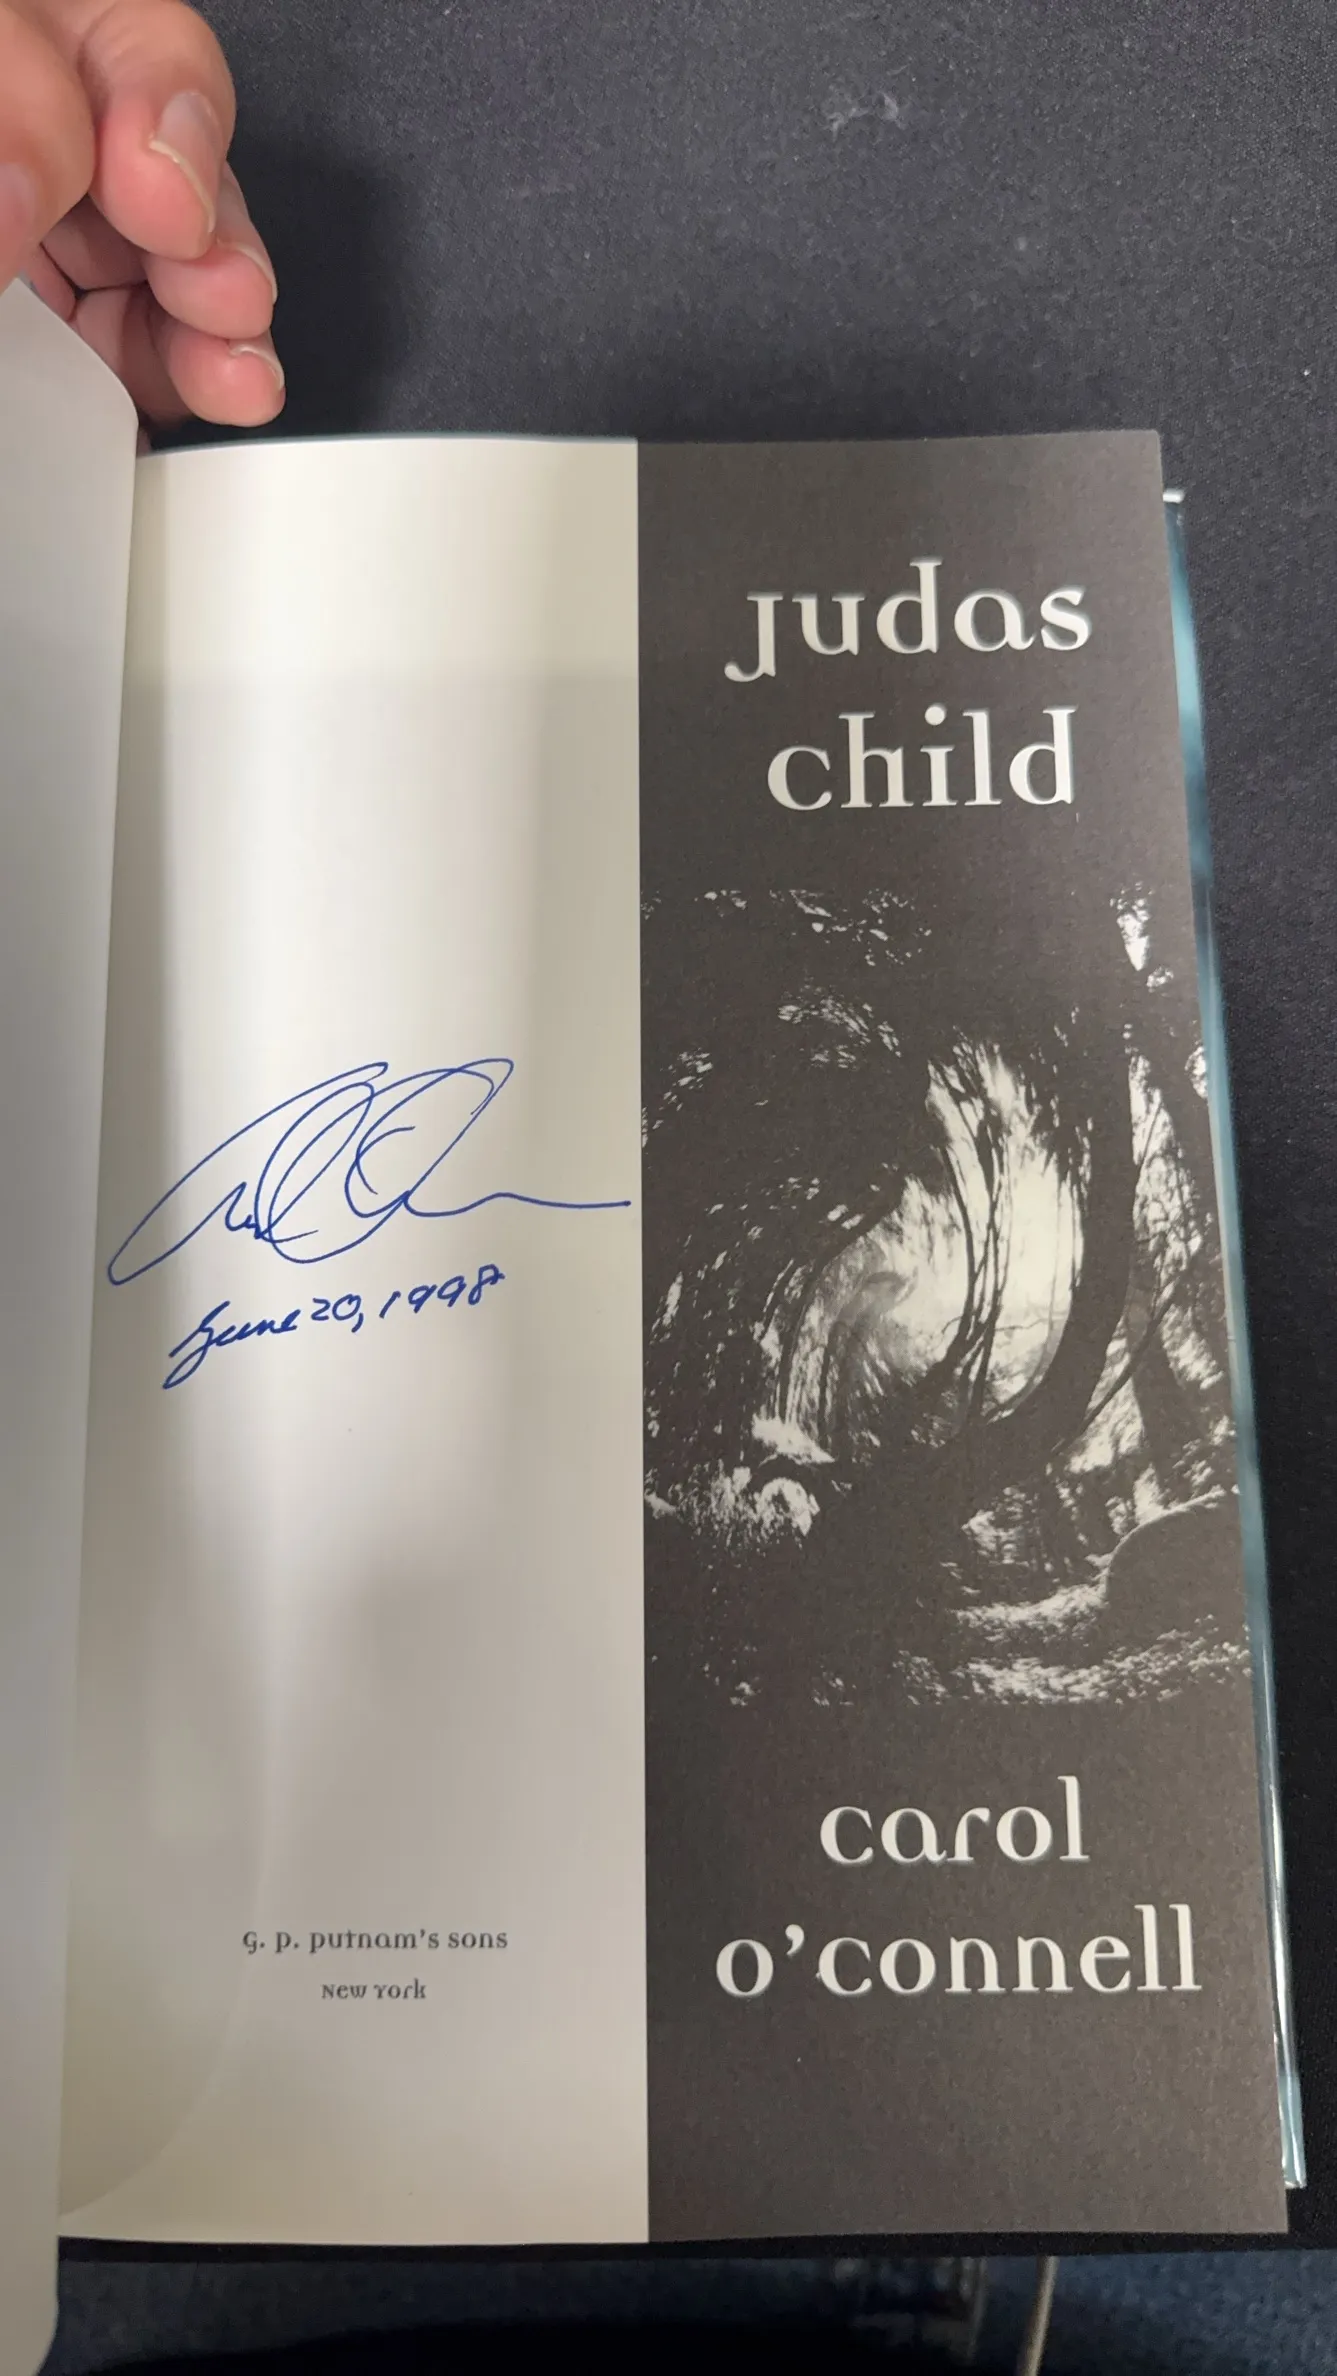 Judas
child
June 20, 1998
carol
o'connell
G. P. Putnam's sons
New York